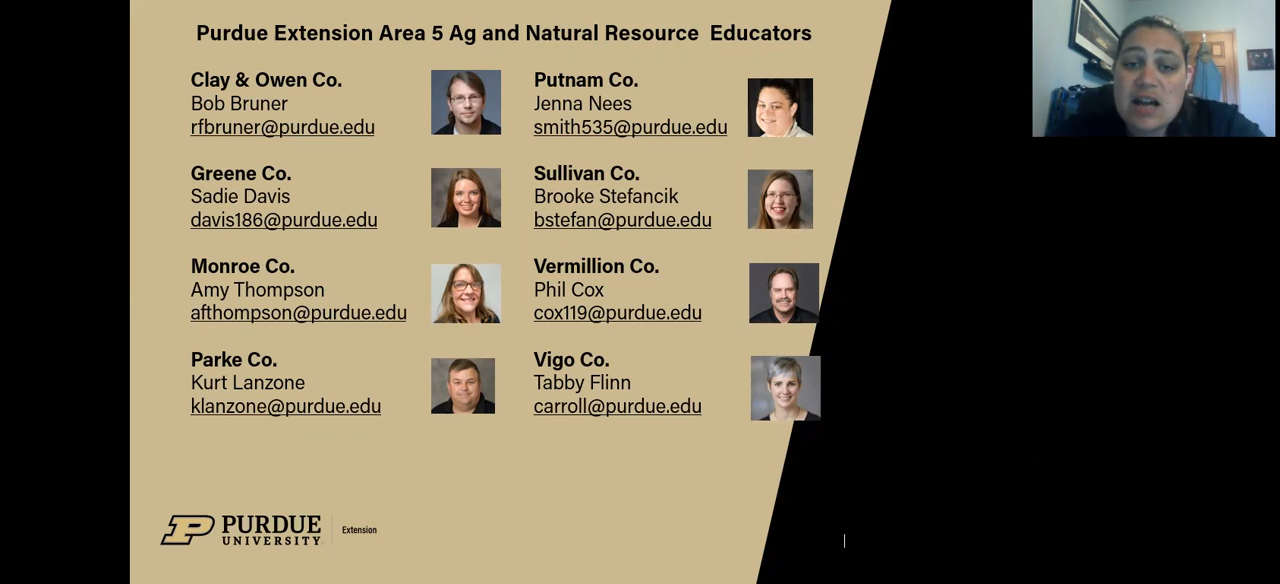 Purdue Extension Area 5 Ag and Natural Resource Educators
Clay & Owen Co.
Bob Bruner
rfbruner@purdue.edu
Greene Co.
Sadie Davis
davis186@purdue.edu
Monroe Co.
Amy Thompson
afthompson@purdue.edu
Parke Co.
Kurt Lanzone
klanzone@purdue.edu
Putnam Co.
Jenna Nees
smith535@purdue.edu
Sullivan Co.
Brooke Stefancik
bstefan@purdue.edu
Vermillion Co.
Phil Cox
cox119@purdue.edu
Vigo Co.
Tabby Flinn
carroll@purdue.edu
PURDUE
UNIVERSITY
Extension